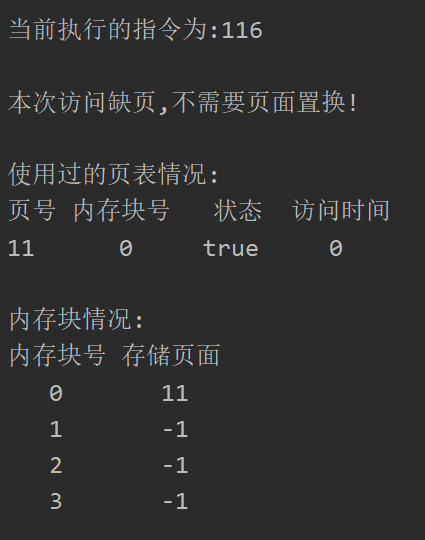 当前执行的指令为:116
本次访问缺页,不需要页面置换!
使用过的页表情况:
页号 内存块号 状态 访问时间
11 0 true 0
内存块情况:
内存块号 存储页面
0 11
1 -1
2 -1
3 -1